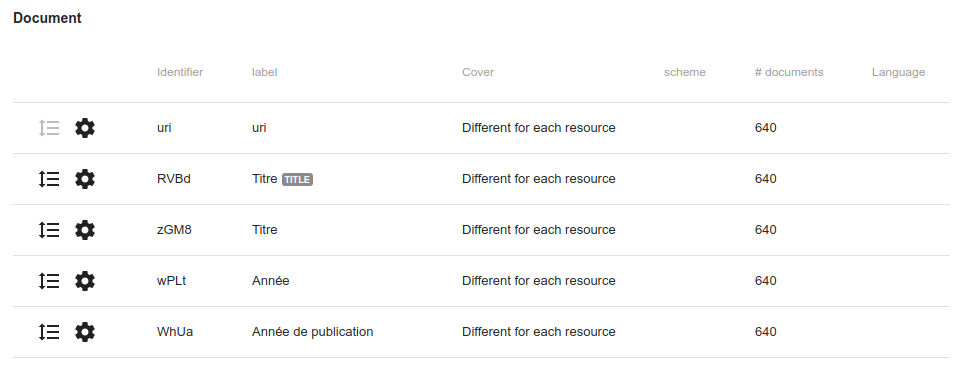 Document
Identifier label Cover scheme # documents Language
uri uri Different for each resource 640
RVBd Titre TITLE Different for each resource 640
zGM8 Titre Different for each resource 640
wPLt Année Different for each resource 640
WhUa Année de publication Different for each resource 640